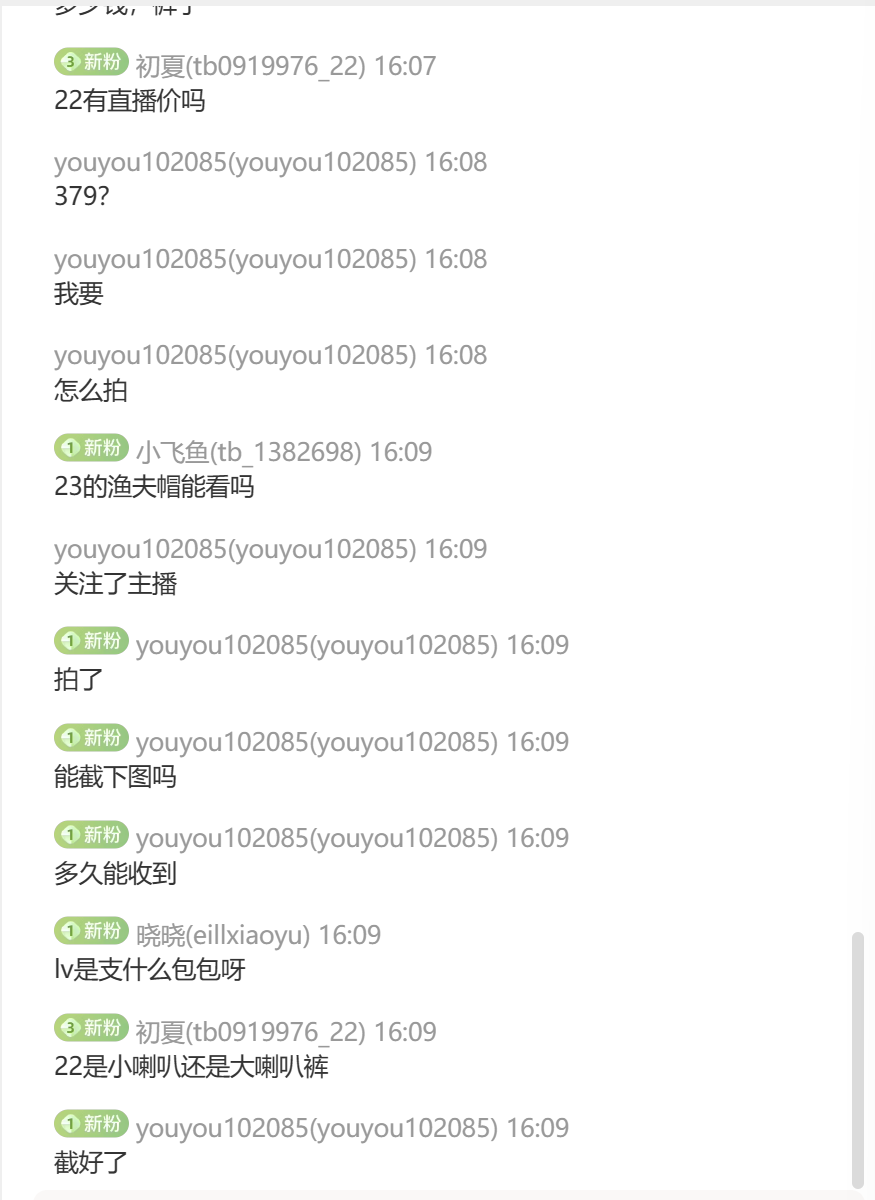 3 新粉 初夏(tb0919976_22) 16:07
22有直播价吗
youyou102085(youyou102085) 16:08
379?
youyou102085(youyou102085) 16:08
我要
youyou102085(youyou102085) 16:08
怎么拍
1 新粉 小飞鱼(tb_1382698) 16:09
23的渔夫帽能看吗
youyou102085(youyou102085) 16:09
关注了主播
1 新粉 youyou102085(youyou102085) 16:09
拍了
1 新粉 youyou102085(youyou102085) 16:09
能截下图吗
1 新粉 youyou102085(youyou102085) 16:09
多久能收到
1 新粉 晓晓(eillxiaoyu) 16:09
lv是支什么包包呀
3 新粉 初夏(tb0919976_22) 16:09
22是小喇叭还是大喇叭裤
1 新粉 youyou102085(youyou102085) 16:09
截好了